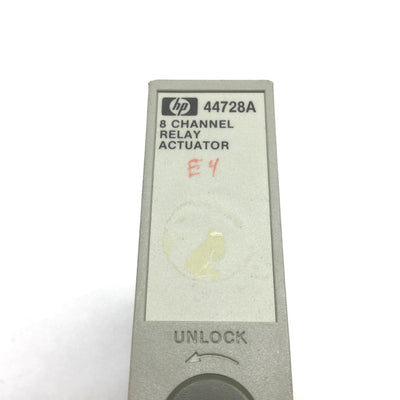 hp 44728A
8 CHANNEL
RELAY
ACTUATOR
E4
UNLOCK